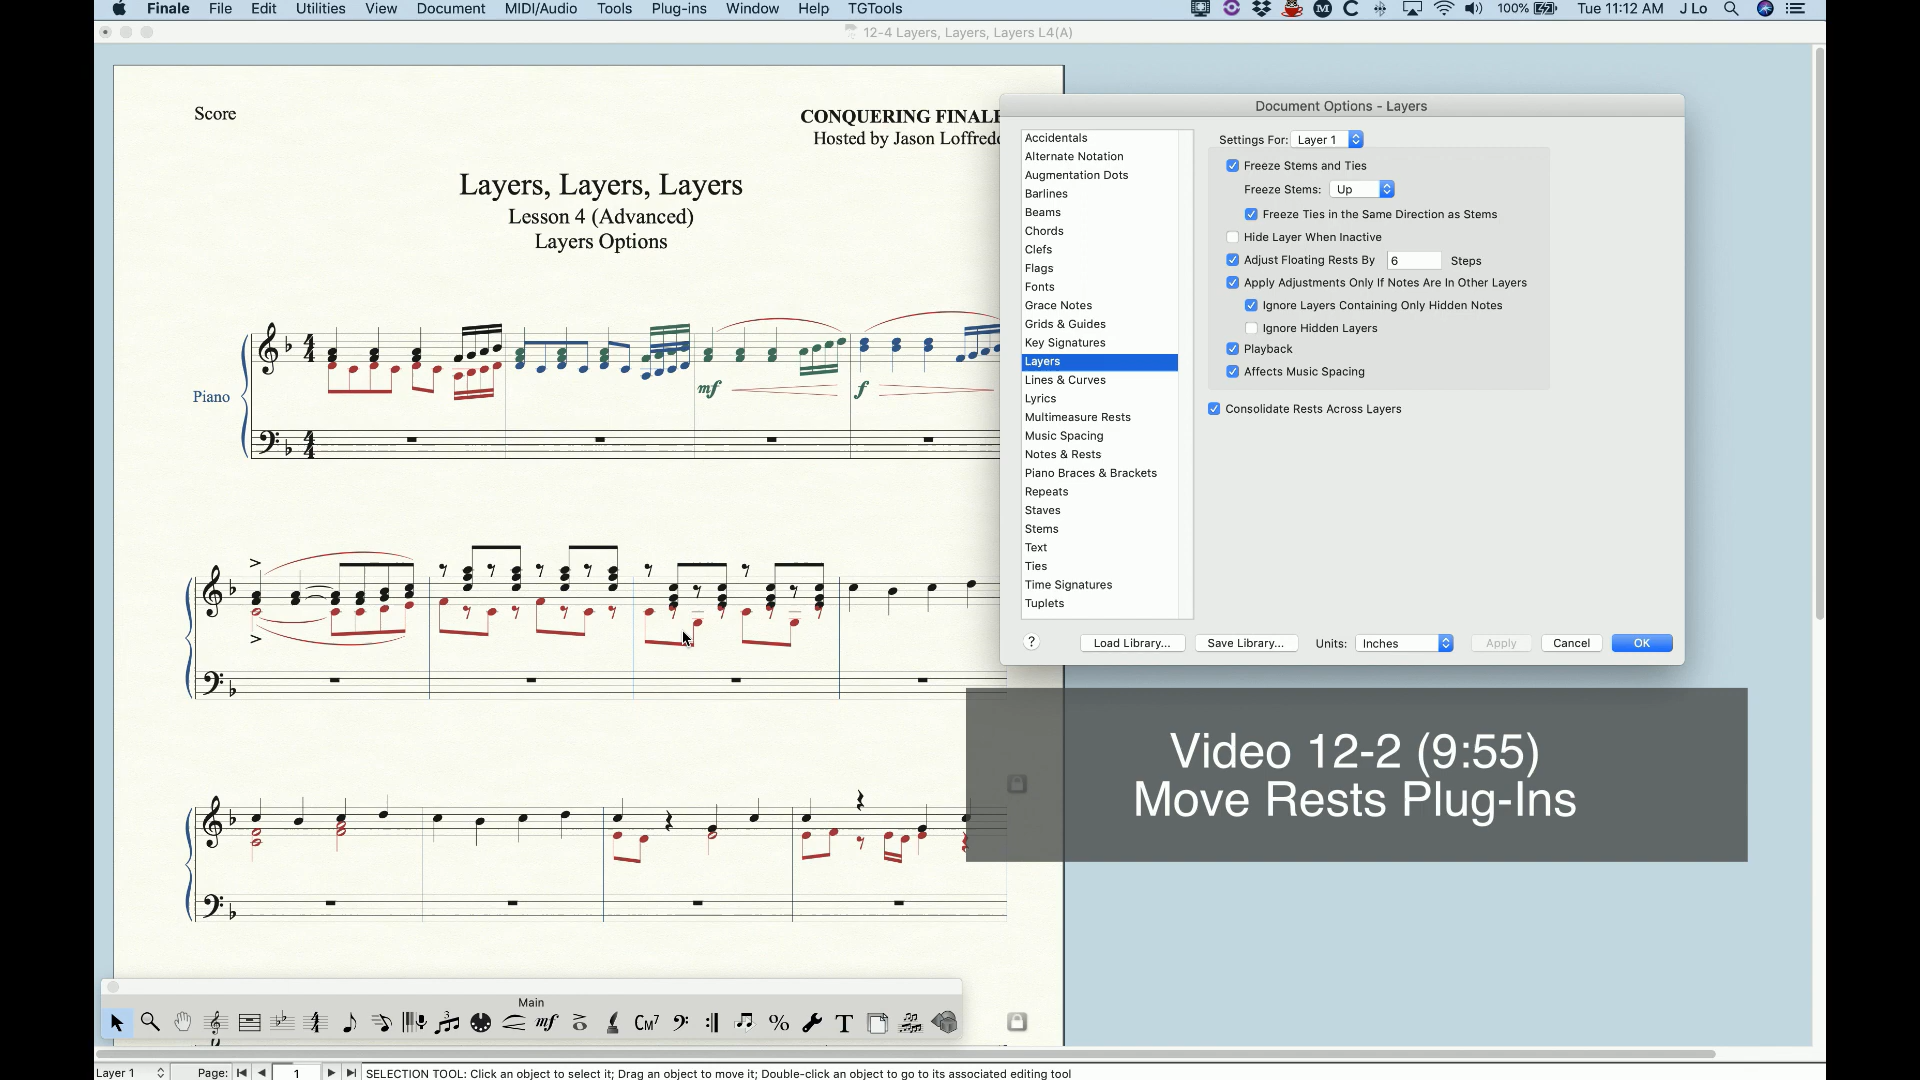 Finale File Edit Utilities View Document MIDI/Audio Tools Plug-ins Window Help TGTools 100% Tue 11:12 AM J Lo
12-4 Layers, Layers, Layers L4(A)
Score
CONQUERING FINALE
Hosted by Jason Loffredo
Layers, Layers, Layers
Lesson 4 (Advanced)
Layers Options
Piano
mf
f
Document Options - Layers
Accidentals
Alternate Notation
Augmentation Dots
Barlines
Beams
Chords
Clefs
Flags
Fonts
Grace Notes
Grids & Guides
Key Signatures
Layers
Lines & Curves
Lyrics
Multimeasure Rests
Music Spacing
Notes & Rests
Piano Braces & Brackets
Repeats
Staves
Stems
Text
Ties
Time Signatures
Tuplets
Settings For: Layer 1
Freeze Stems and Ties
Freeze Stems: Up
Freeze Ties in the Same Direction as Stems
Hide Layer When Inactive
Adjust Floating Rests By 6 Steps
Apply Adjustments Only If Notes Are In Other Layers
Ignore Layers Containing Only Hidden Notes
Ignore Hidden Layers
Playback
Affects Music Spacing
Consolidate Rests Across Layers
? Load Library... Save Library... Units: Inches Apply Cancel OK
Video 12-2 (9:55)
Move Rests Plug-Ins
Main
mf CM7 % T
Layer 1 Page: 1 SELECTION TOOL: Click an object to select it; Drag an object to move it; Double-click an object to go to its associated editing tool